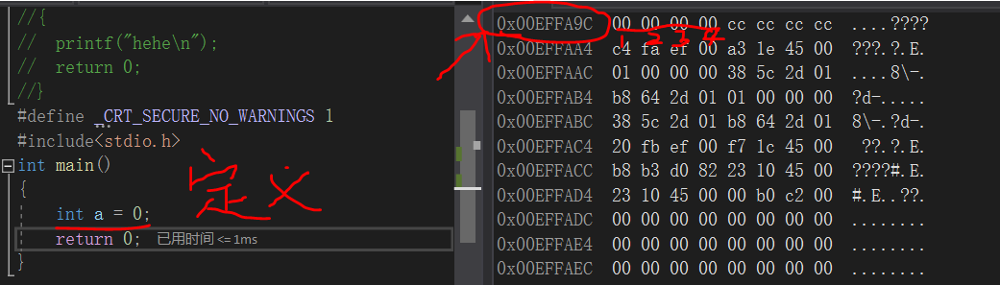 //{
//  printf("hehe\n");
//  return 0;
//}
#define _CRT_SECURE_NO_WARNINGS 1
#include<stdio.h>
int main()
{
int a = 0;
return 0; 已用时间 <= 1ms
}
定义
0x00EFFA9C 00 00 00 00 cc cc cc cc ....????
1 2 3 4
0x00EFFAA4 c4 fa ef 00 a3 1e 45 00 ???.?.E.
0x00EFFAAC 01 00 00 00 38 5c 2d 01 ....8\-.
0x00EFFAB4 b8 64 2d 01 01 00 00 00 ?d-.....
0x00EFFABC 38 5c 2d 01 b8 64 2d 01 8\-.?d-.
0x00EFFAC4 20 fb ef 00 f7 1c 45 00  ??.?.E.
0x00EFFACC b8 b3 d0 82 23 10 45 00 ????#.E.
0x00EFFAD4 23 10 45 00 00 b0 c2 00 #.E..??.
0x00EFFADC 00 00 00 00 00 00 00 00 ........
0x00EFFAE4 00 00 00 00 00 00 00 00 ........
0x00EFFAEC 00 00 00 00 00 00 00 00 ........